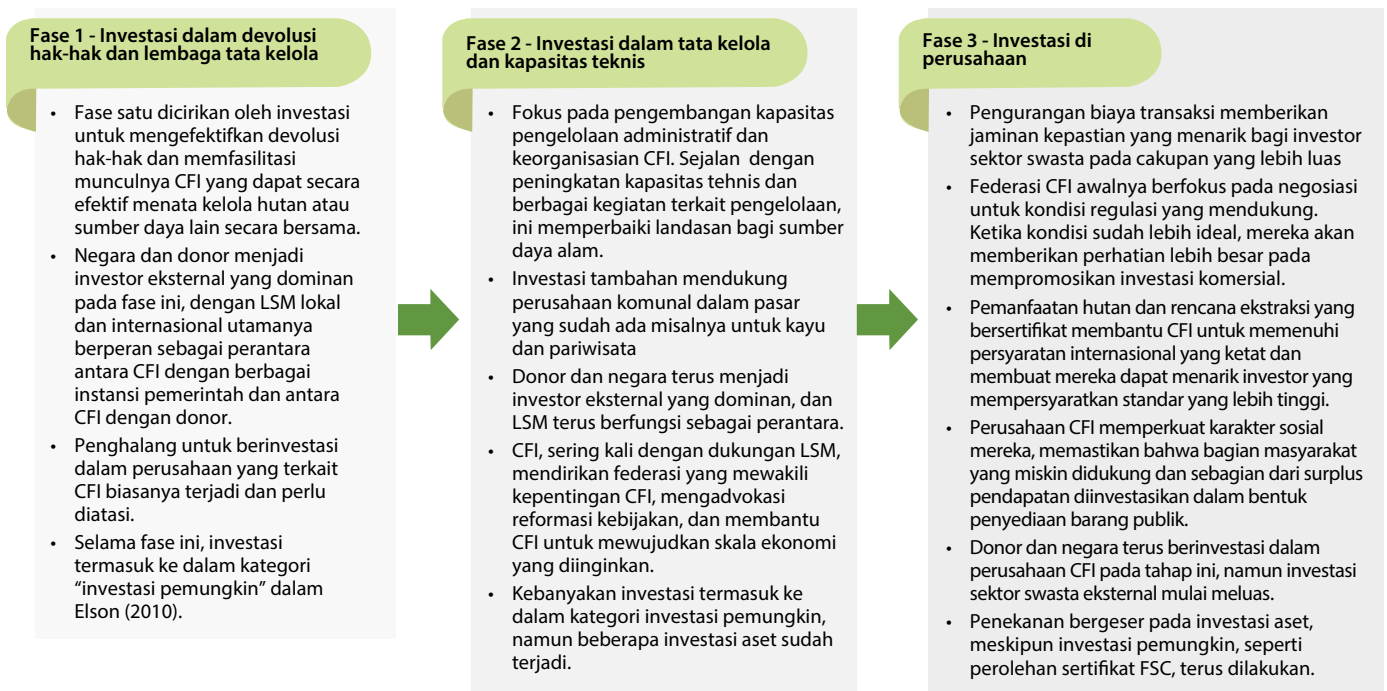 Fase 1 - Investasi dalam devolusi
hak-hak dan lembaga tata kelola
• Fase satu dicirikan oleh investasi
untuk mengefektifkan devolusi
hak-hak dan memfasilitasi
munculnya CFI yang dapat secara
efektif menata kelola hutan atau
sumber daya lain secara bersama.
• Negara dan donor menjadi
investor eksternal yang dominan
pada fase ini, dengan LSM lokal
dan internasional utamanya
berperan sebagai perantara
antara CFI dengan berbagai
instansi pemerintah dan antara
CFI dengan donor.
• Penghalang untuk berinvestasi
dalam perusahaan yang terkait
CFI biasanya terjadi dan perlu
diatasi.
• Selama fase ini, investasi
termasuk ke dalam kategori
“investasi pemungkin” dalam
Elson (2010).
Fase 2 - Investasi dalam tata kelola
dan kapasitas teknis
• Fokus pada pengembangan kapasitas
pengelolaan administratif dan
keorganisasian CFI. Sejalan dengan
peningkatan kapasitas tehnis dan
berbagai kegiatan terkait pengelolaan,
ini memperbaiki landasan bagi sumber
daya alam.
• Investasi tambahan mendukung
perusahaan komunal dalam pasar
yang sudah ada misalnya untuk kayu
dan pariwisata
• Donor dan negara terus menjadi
investor eksternal yang dominan, dan
LSM terus berfungsi sebagai perantara.
• CFI, sering kali dengan dukungan LSM,
mendirikan federasi yang mewakili
kepentingan CFI, mengadvokasi
reformasi kebijakan, dan membantu
CFI untuk mewujudkan skala ekonomi
yang diinginkan.
• Kebanyakan investasi termasuk ke
dalam kategori investasi pemungkin,
namun beberapa investasi aset sudah
terjadi.
Fase 3 - Investasi di
perusahaan
• Pengurangan biaya transaksi memberikan
jaminan kepastian yang menarik bagi investor
sektor swasta pada cakupan yang lebih luas
• Federasi CFI awalnya berfokus pada negosiasi
untuk kondisi regulasi yang mendukung.
Ketika kondisi sudah lebih ideal, mereka akan
memberikan perhatian lebih besar pada
mempromosikan investasi komersial.
• Pemanfaatan hutan dan rencana ekstraksi yang
bersertifikat membantu CFI untuk memenuhi
persyaratan internasional yang ketat dan
membuat mereka dapat menarik investor yang
mempersyaratkan standar yang lebih tinggi.
• Perusahaan CFI memperkuat karakter sosial
mereka, memastikan bahwa bagian masyarakat
yang miskin didukung dan sebagian dari surplus
pendapatan diinvestasikan dalam bentuk
penyediaan barang publik.
• Donor dan negara terus berinvestasi dalam
perusahaan CFI pada tahap ini, namun investasi
sektor swasta eksternal mulai meluas.
• Penekanan bergeser pada investasi aset,
meskipun investasi pemungkin, seperti
perolehan sertifikat FSC, terus dilakukan.